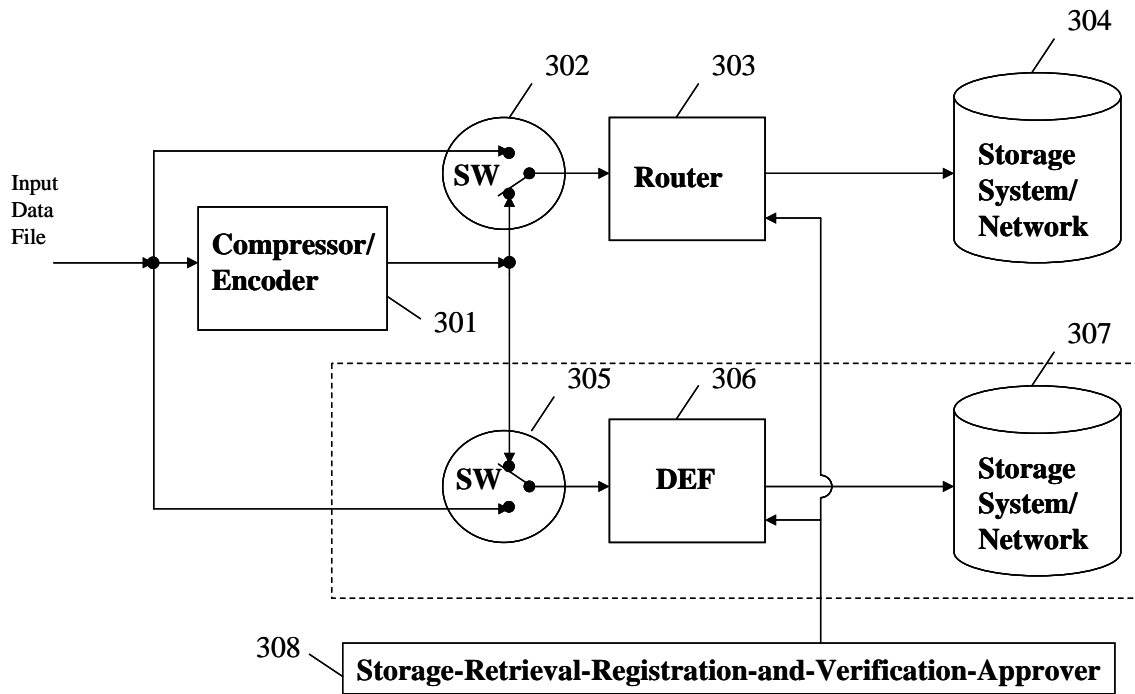 302
303
304
SW
Router
Storage
System/
Network
Input
Data
File
Compressor/
Encoder
301
305
306
307
SW
DEF
Storage
System/
Network
308
Storage-Retrieval-Registration-and-Verification-Approver